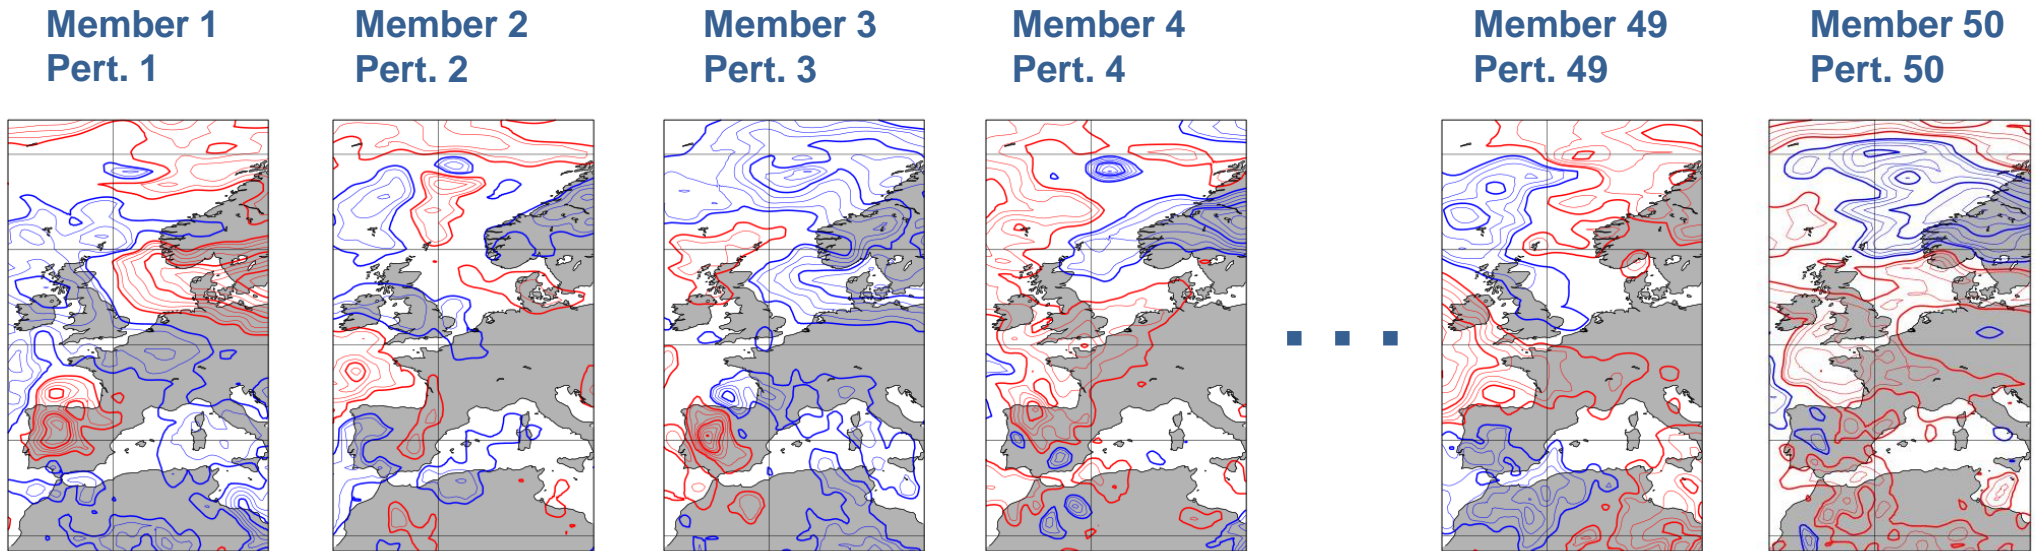 Member 1
Pert. 1
Member 2
Pert. 2
Member 3
Pert. 3
Member 4
Pert. 4
Member 49
Pert. 49
Member 50
Pert. 50